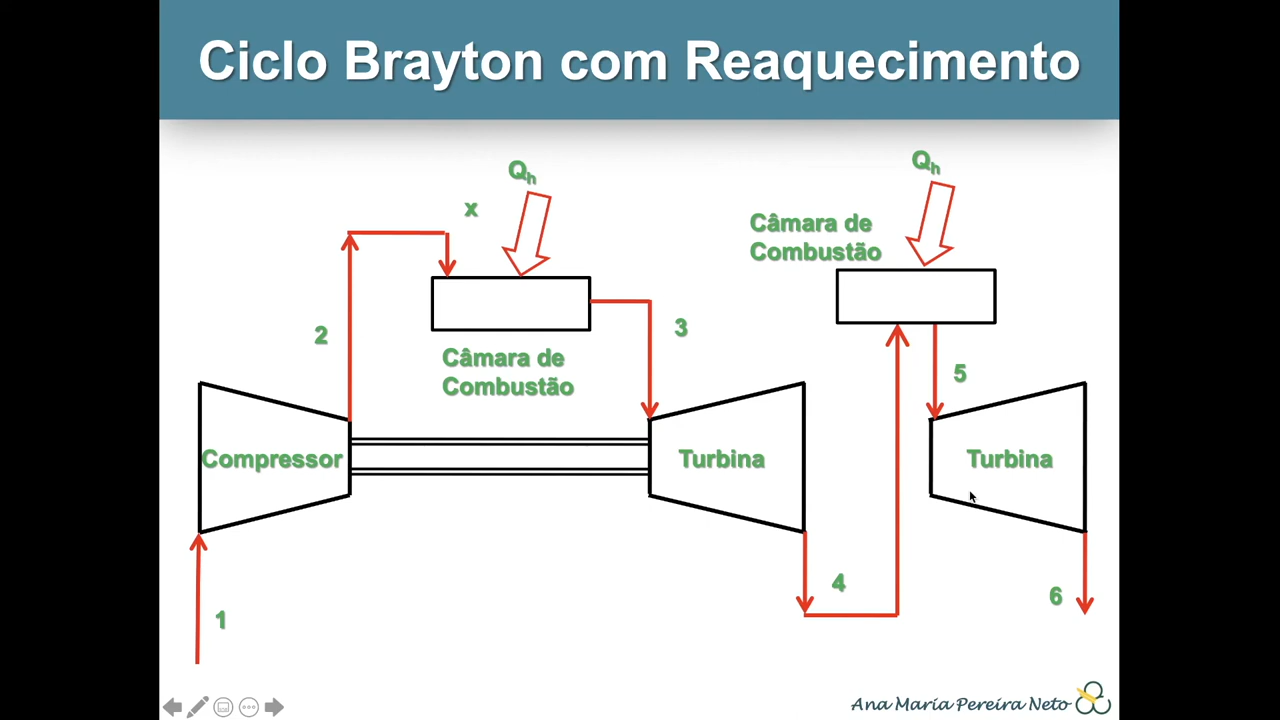 Ciclo Brayton com Reaquecimento
Qh
Qh
x
Câmara de
Combustão
2
3
Câmara de
Combustão
5
Compressor
Turbina
Turbina
4
6
1
Ana Maria Pereira Neto